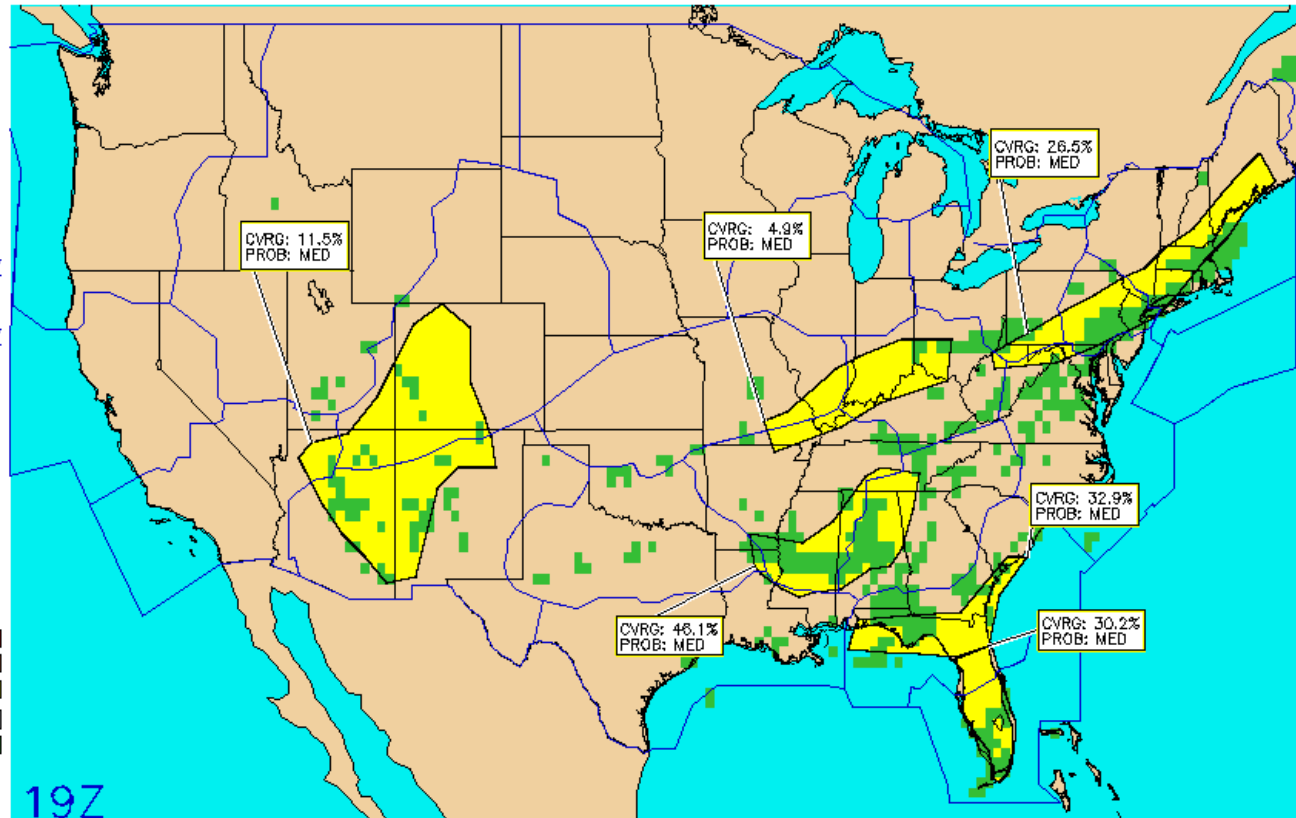 CVRG: 26.5%
PROB: MED
CVRG: 11.5%
PROB: MED
CVRG: 4.9%
PROB: MED
CVRG: 32.9%
PROB: MED
CVRG: 46.1%
PROB: MED
CVRG: 30.2%
PROB: MED
19Z